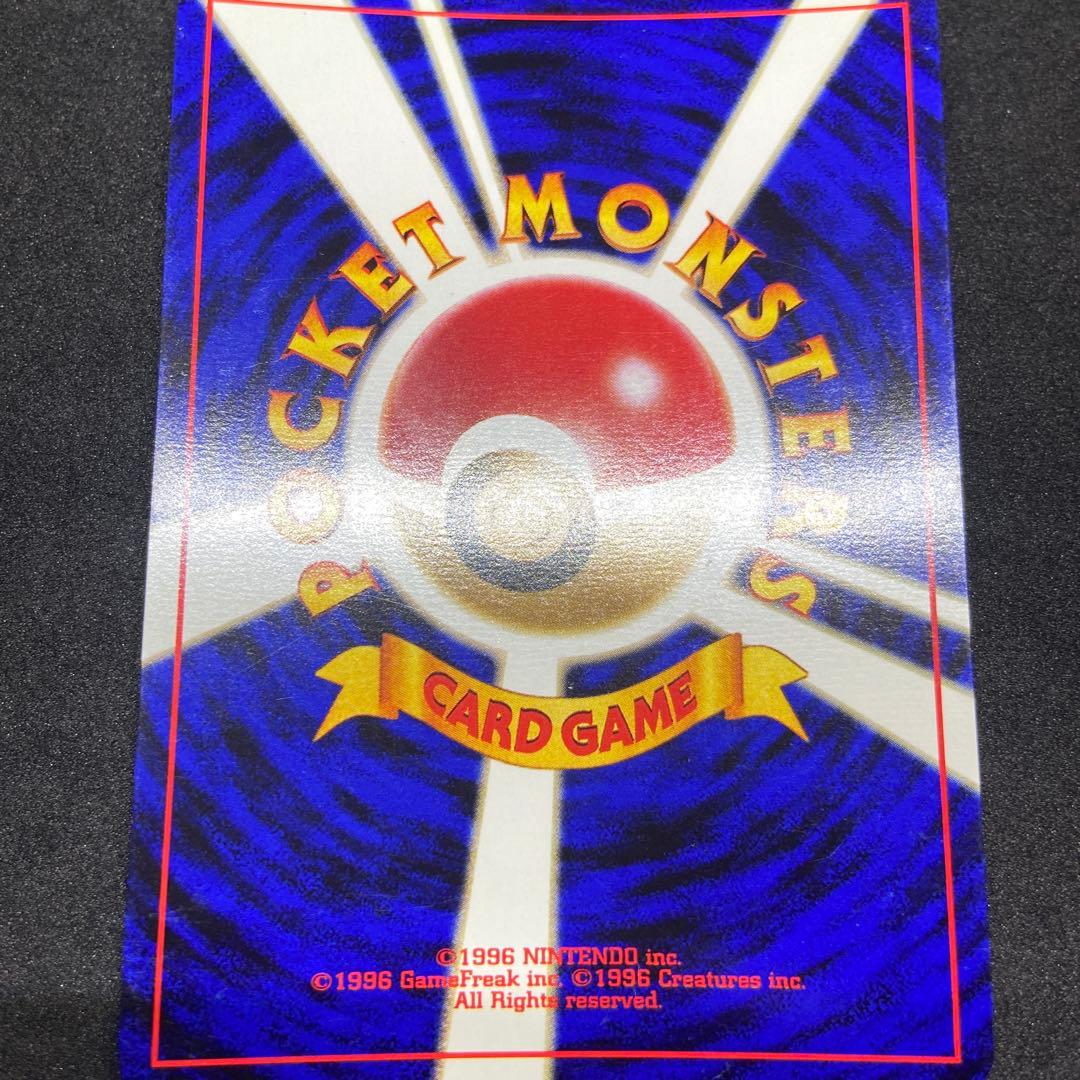 POCKET MONSTERS
CARD GAME
©1996 NINTENDO inc.
©1996 GameFreak inc. ©1996 Creatures inc.
All Rights reserved.